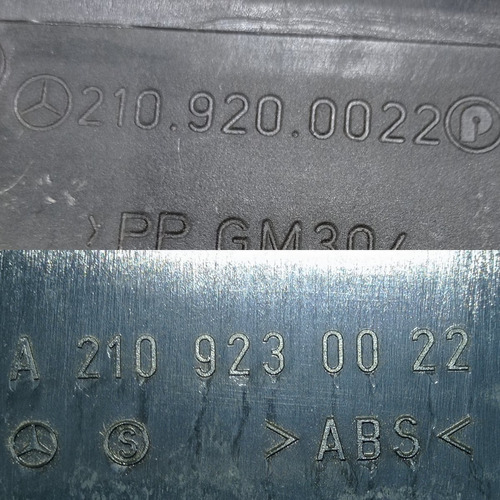 210.920.0022 P
>PP GM30<
A 210 923 00 22
S >ABS<